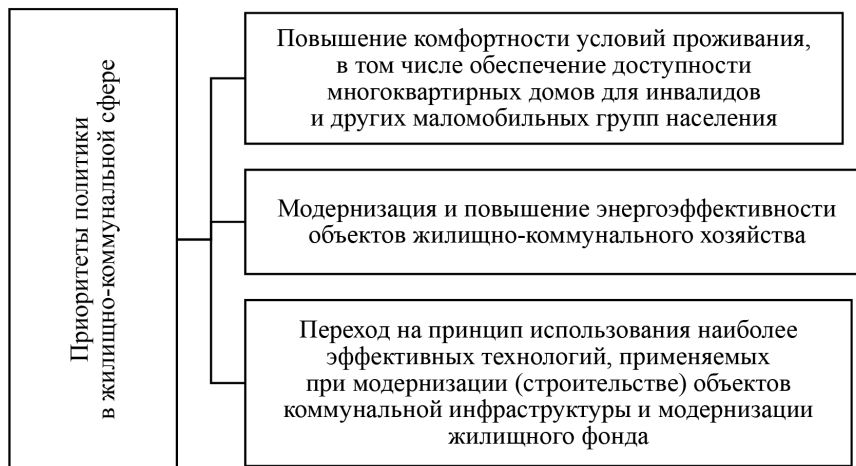 Приоритеты политики
в жилищно-коммунальной сфере
Повышение комфортности условий проживания,
в том числе обеспечение доступности
многоквартирных домов для инвалидов
и других маломобильных групп населения
Модернизация и повышение энергоэффективности
объектов жилищно-коммунального хозяйства
Переход на принцип использования наиболее
эффективных технологий, применяемых
при модернизации (строительстве) объектов
коммунальной инфраструктуры и модернизации
жилищного фонда